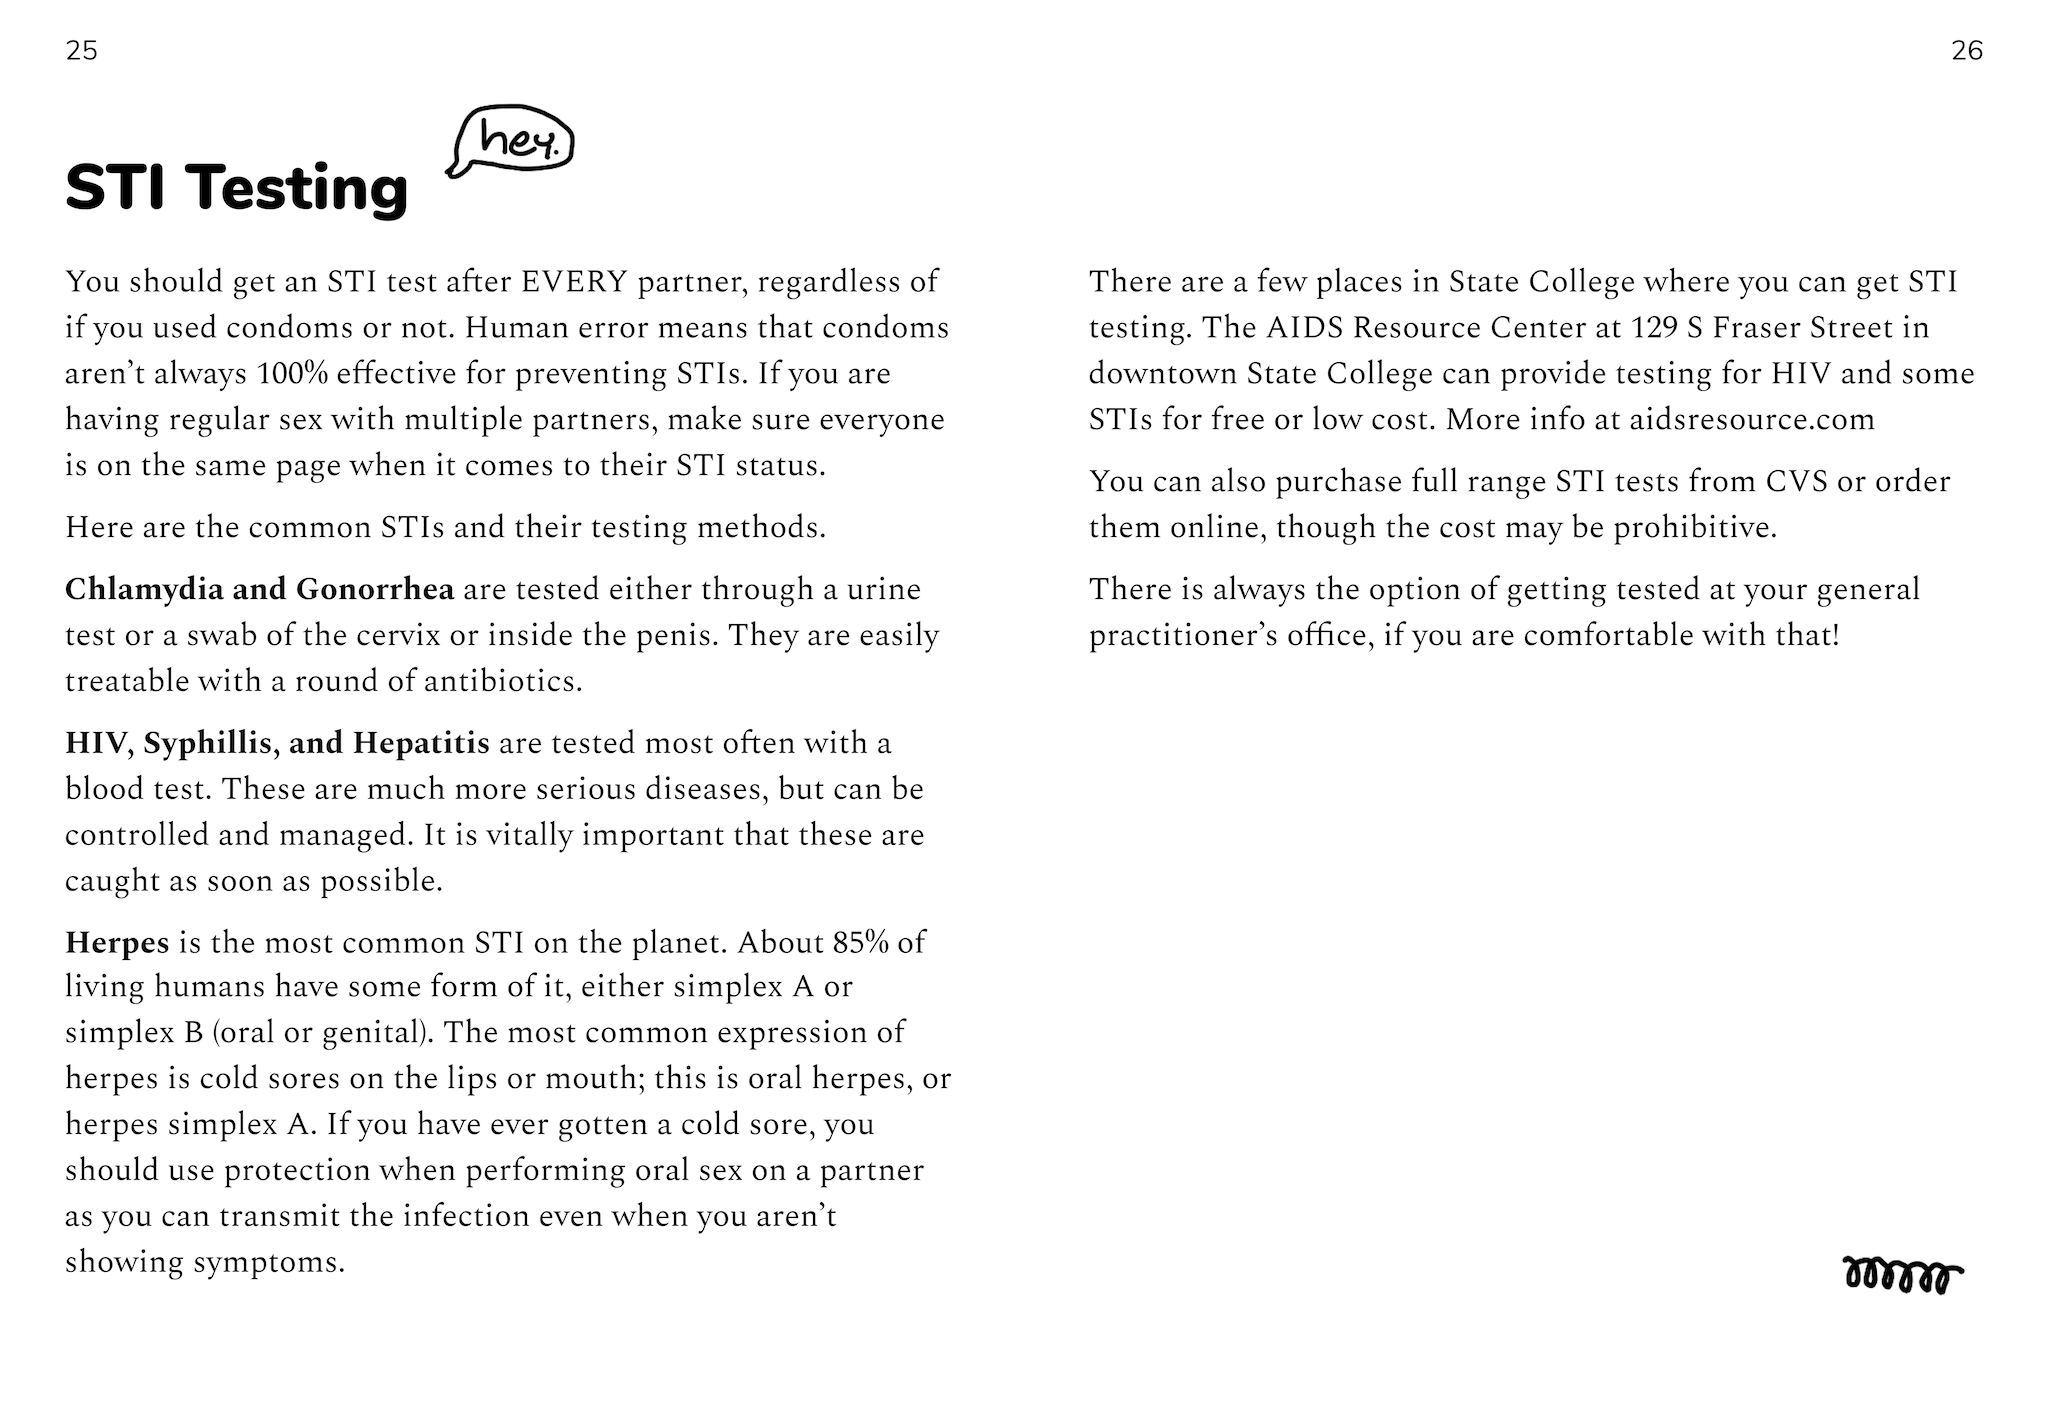 25
26
hey.
STI Testing
You should get an STI test after EVERY partner, regardless of
if you used condoms or not. Human error means that condoms
aren’t always 100% effective for preventing STIs. If you are
having regular sex with multiple partners, make sure everyone
is on the same page when it comes to their STI status.
Here are the common STIs and their testing methods.
Chlamydia and Gonorrhea are tested either through a urine
test or a swab of the cervix or inside the penis. They are easily
treatable with a round of antibiotics.
HIV, Syphillis, and Hepatitis are tested most often with a
blood test. These are much more serious diseases, but can be
controlled and managed. It is vitally important that these are
caught as soon as possible.
Herpes is the most common STI on the planet. About 85% of
living humans have some form of it, either simplex A or
simplex B (oral or genital). The most common expression of
herpes is cold sores on the lips or mouth; this is oral herpes, or
herpes simplex A. If you have ever gotten a cold sore, you
should use protection when performing oral sex on a partner
as you can transmit the infection even when you aren’t
showing symptoms.
There are a few places in State College where you can get STI
testing. The AIDS Resource Center at 129 S Fraser Street in
downtown State College can provide testing for HIV and some
STIs for free or low cost. More info at aidsresource.com
You can also purchase full range STI tests from CVS or order
them online, though the cost may be prohibitive.
There is always the option of getting tested at your general
practitioner’s office, if you are comfortable with that!